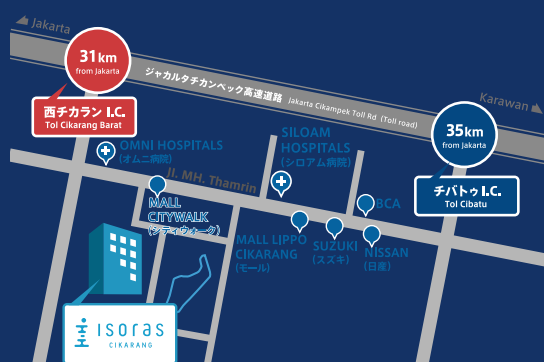 Jakarta
31km
from Jakarta
西チカラン I.C.
Tol Cikarang Barat
ジャカルタチカンペック高速道路 Jakarta Cikampek Toll Rd (Toll road)
Karawan
35km
from Jakarta
チバトゥ I.C.
Tol Cibatu
OMNI HOSPITALS
(オムニ病院)
SILOAM
HOSPITALS
(シロアム病院)
Jl. MH. Thamrin
MALL
CITYWALK
(シティウォーク)
BCA
MALL LIPPO
CIKARANG
(モール)
SUZUKI
(スズキ)
NISSAN
(日産)
isoras
CIKARANG